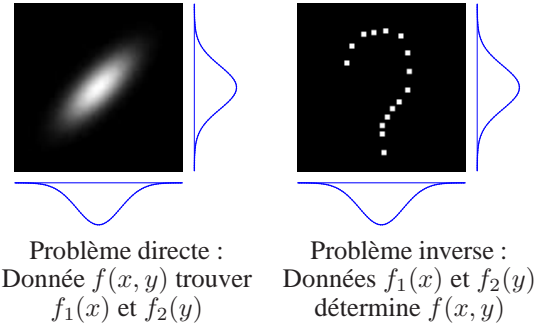 Problème directe :
Donnée f(x, y) trouver
f₁(x) et f₂(y)
Problème inverse :
Données f₁(x) et f₂(y)
détermine f(x, y)